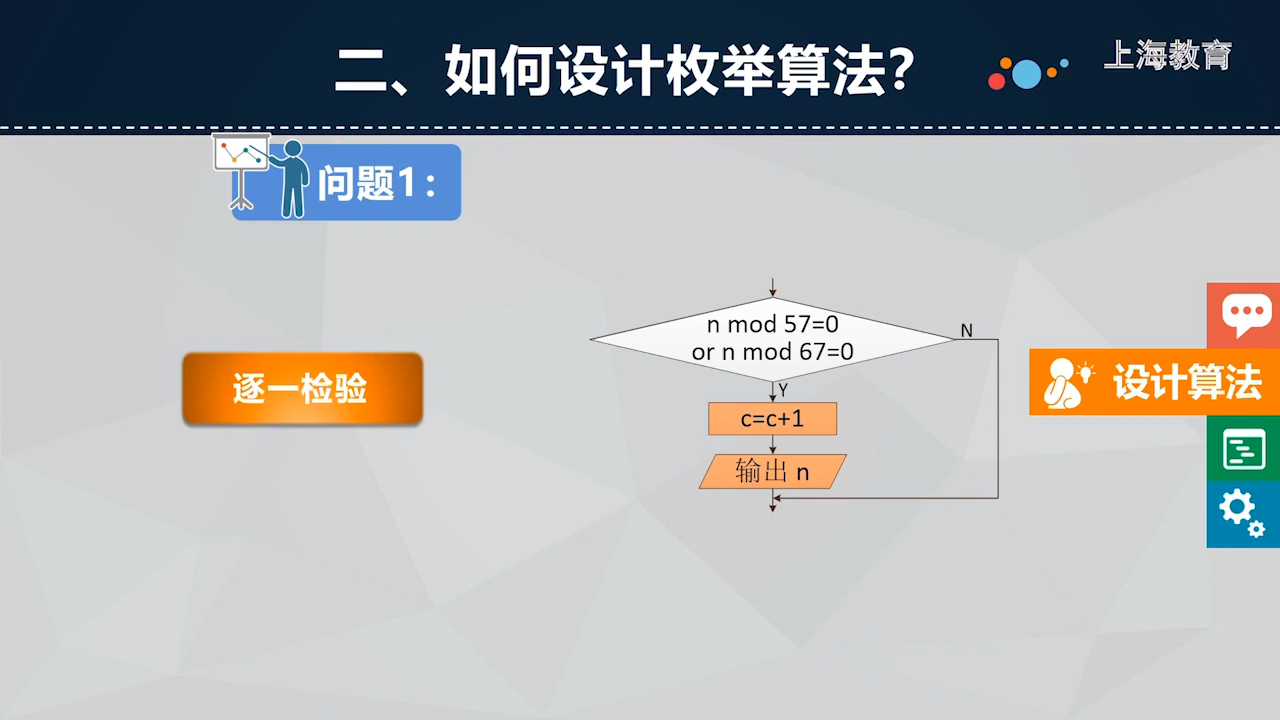 二、如何设计枚举算法?
上海教育
问题1:
n mod 57=0
or n mod 67=0
N
Y
逐一检验
设计算法
c=c+1
输出 n